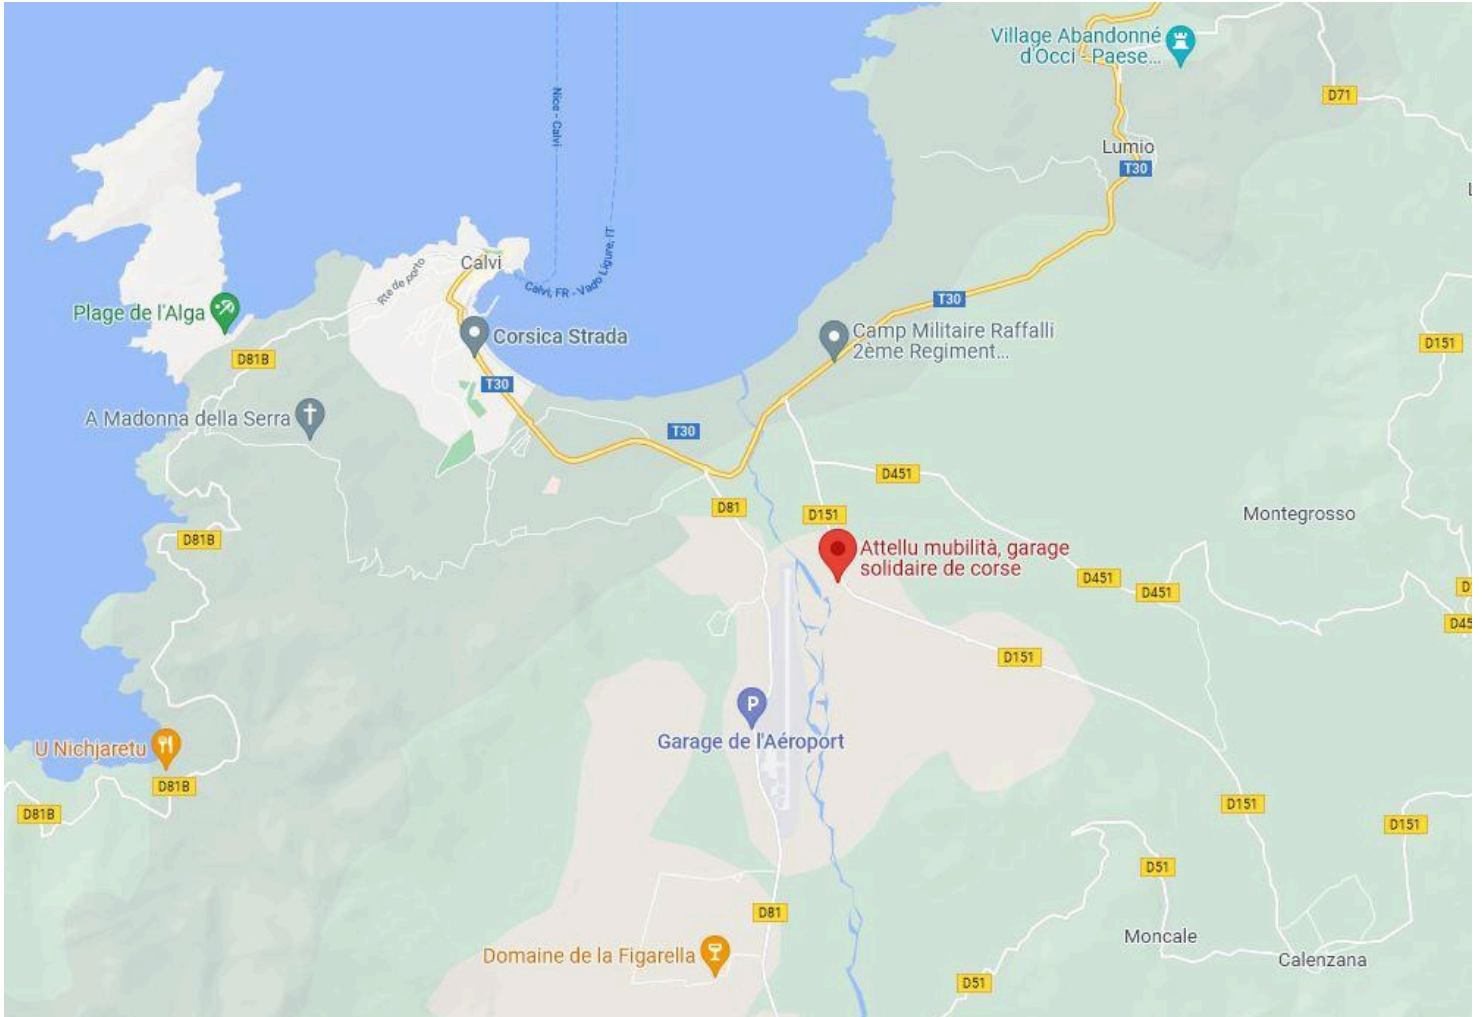 Village Abandonné
d'Occi - Paese...
D71
Nice - Calvi
Lumio
T30
Calvi
Rte de porto
Calvi, FR - Vado Ligure, IT
Plage de l'Alga
T30
Corsica Strada
Camp Militaire Raffalli
2ème Regiment...
D151
D81B
T30
A Madonna della Serra
T30
D451
D81
D151
Montegrosso
D81B
Attellu mubilità, garage
solidaire de corse
D451
D451
D
D45
D151
P
Garage de l'Aéroport
U Nichjaretu
D81B
D81B
D151
D151
D51
D81
Moncale
Domaine de la Figarella
Calenzana
D51
L